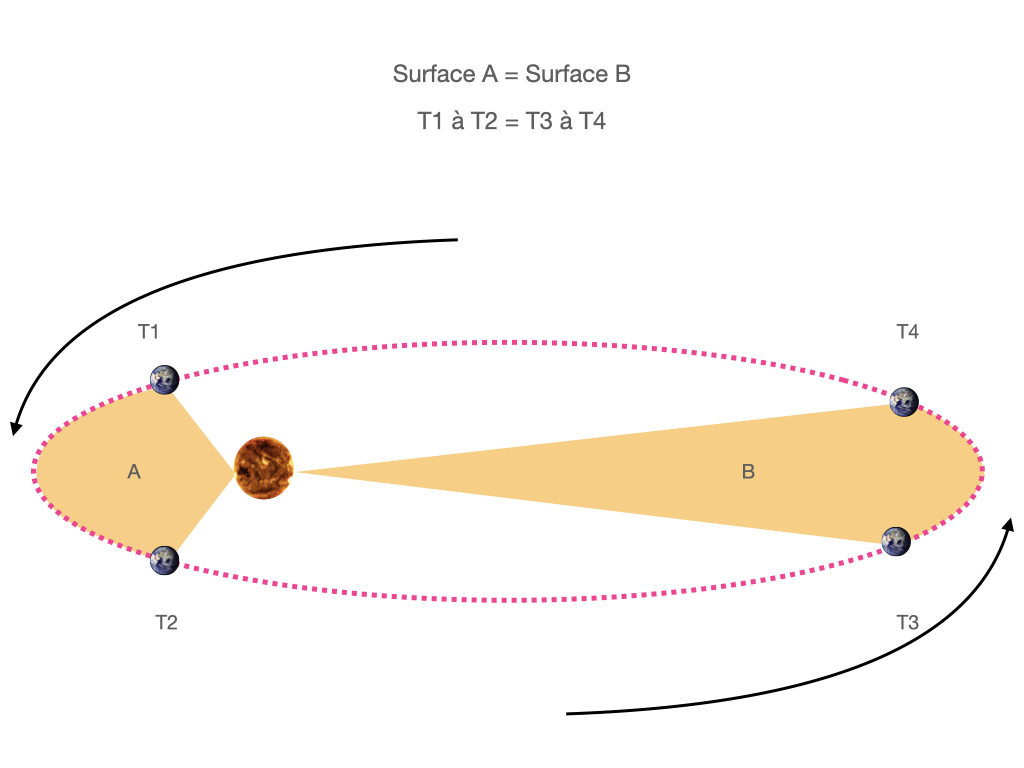 Surface A = Surface B
T1 à T2 = T3 à T4
T1
T4
A
B
T2
T3